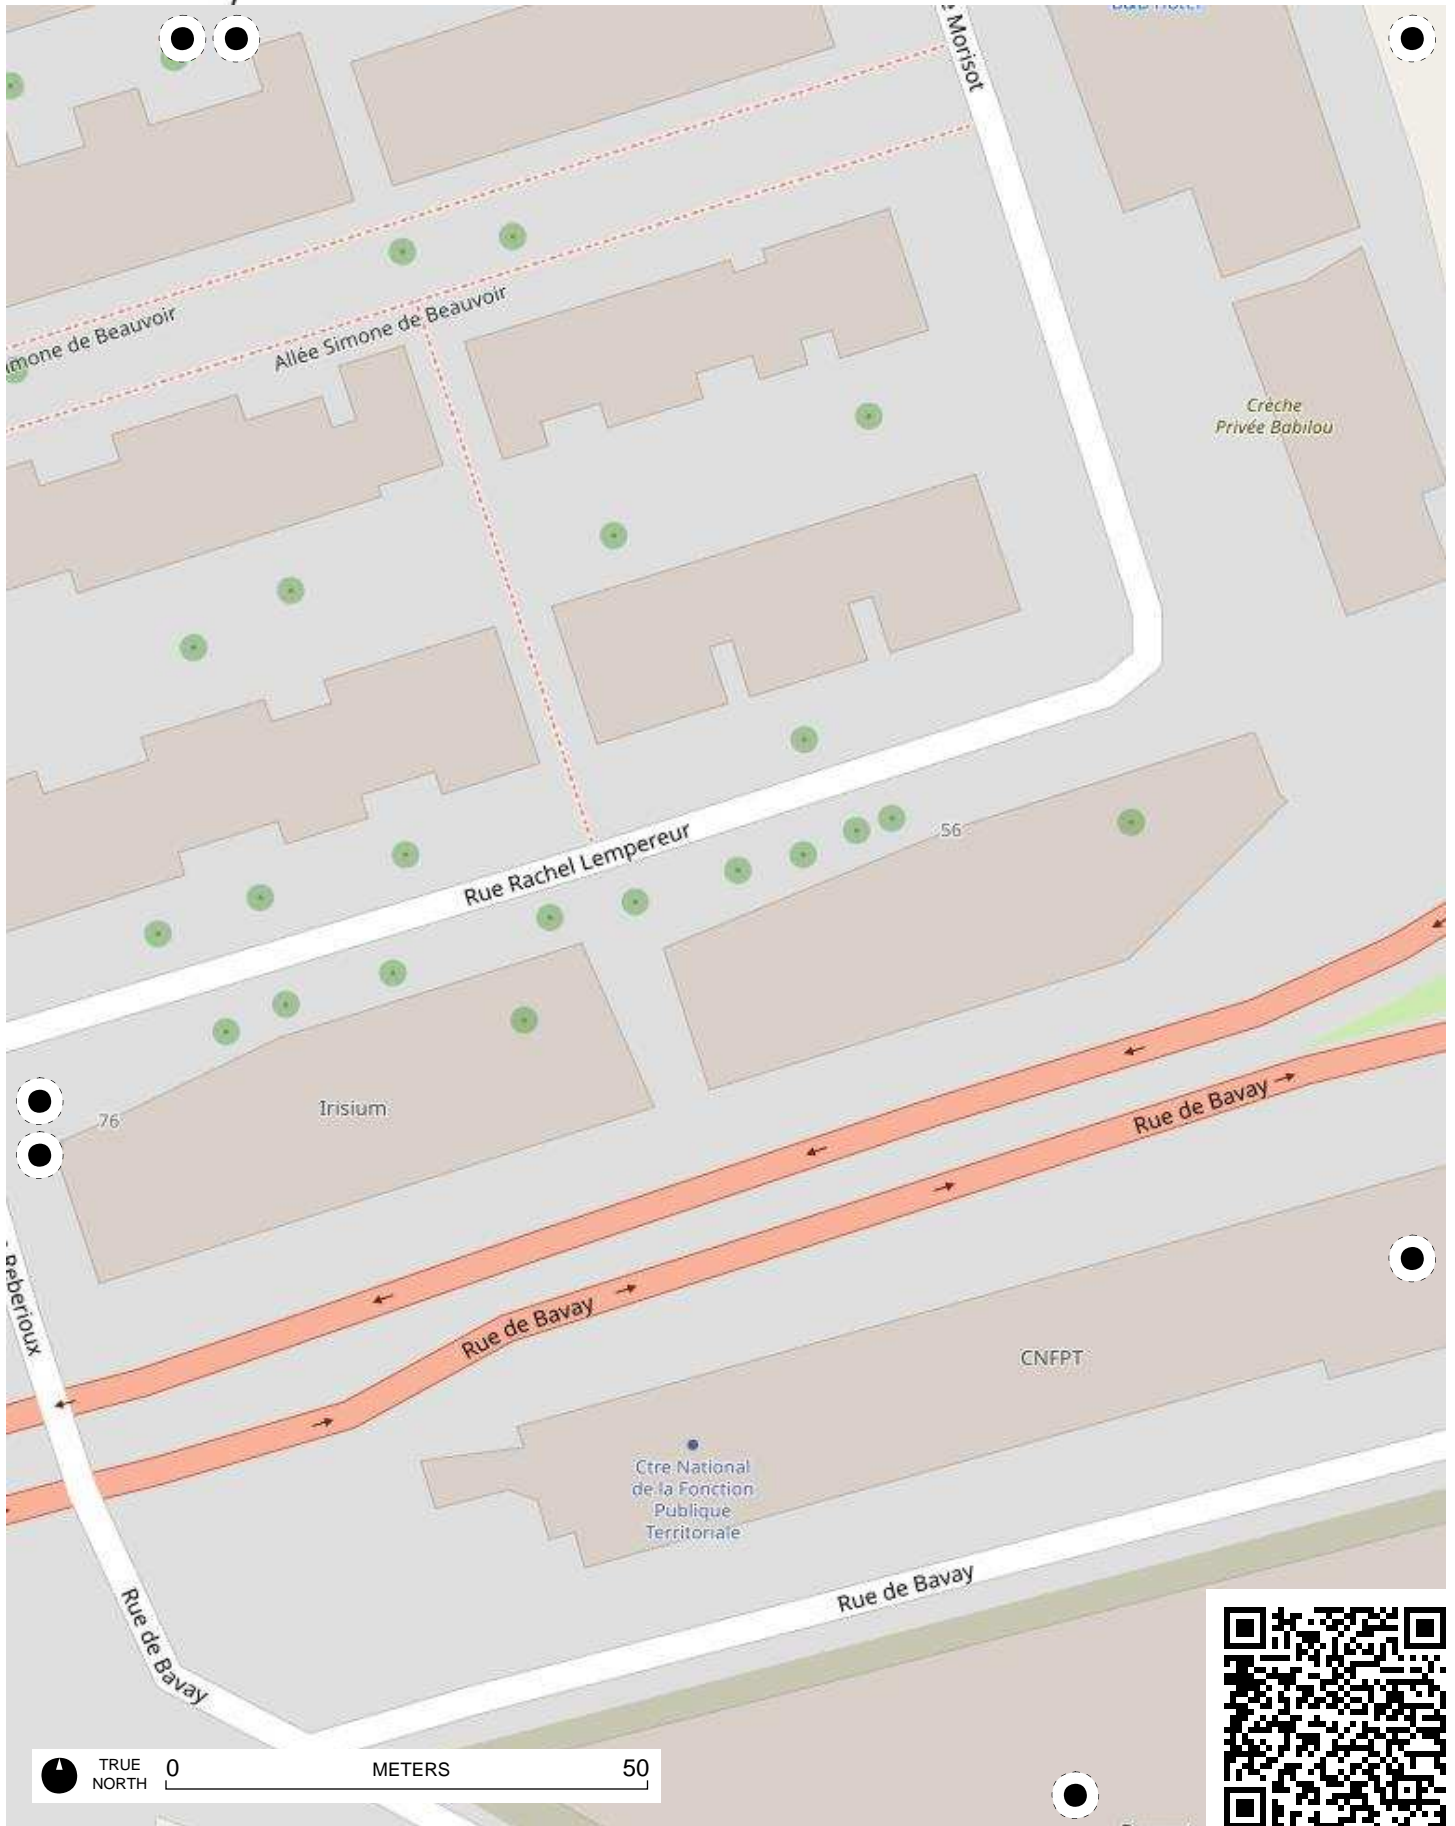 Morisot
imone de Beauvoir
Allée Simone de Beauvoir
Crèche
Privée Babilou
56
Rue Rachel Lempereur
76
Irisium
Rue de Bavay
Reberioux
Rue de Bavay
CNFPT
Ctre National
de la Fonction
Publique
Territoriale
Rue de Bavay
Rue de Bavay
TRUE
NORTH
0 METERS 50